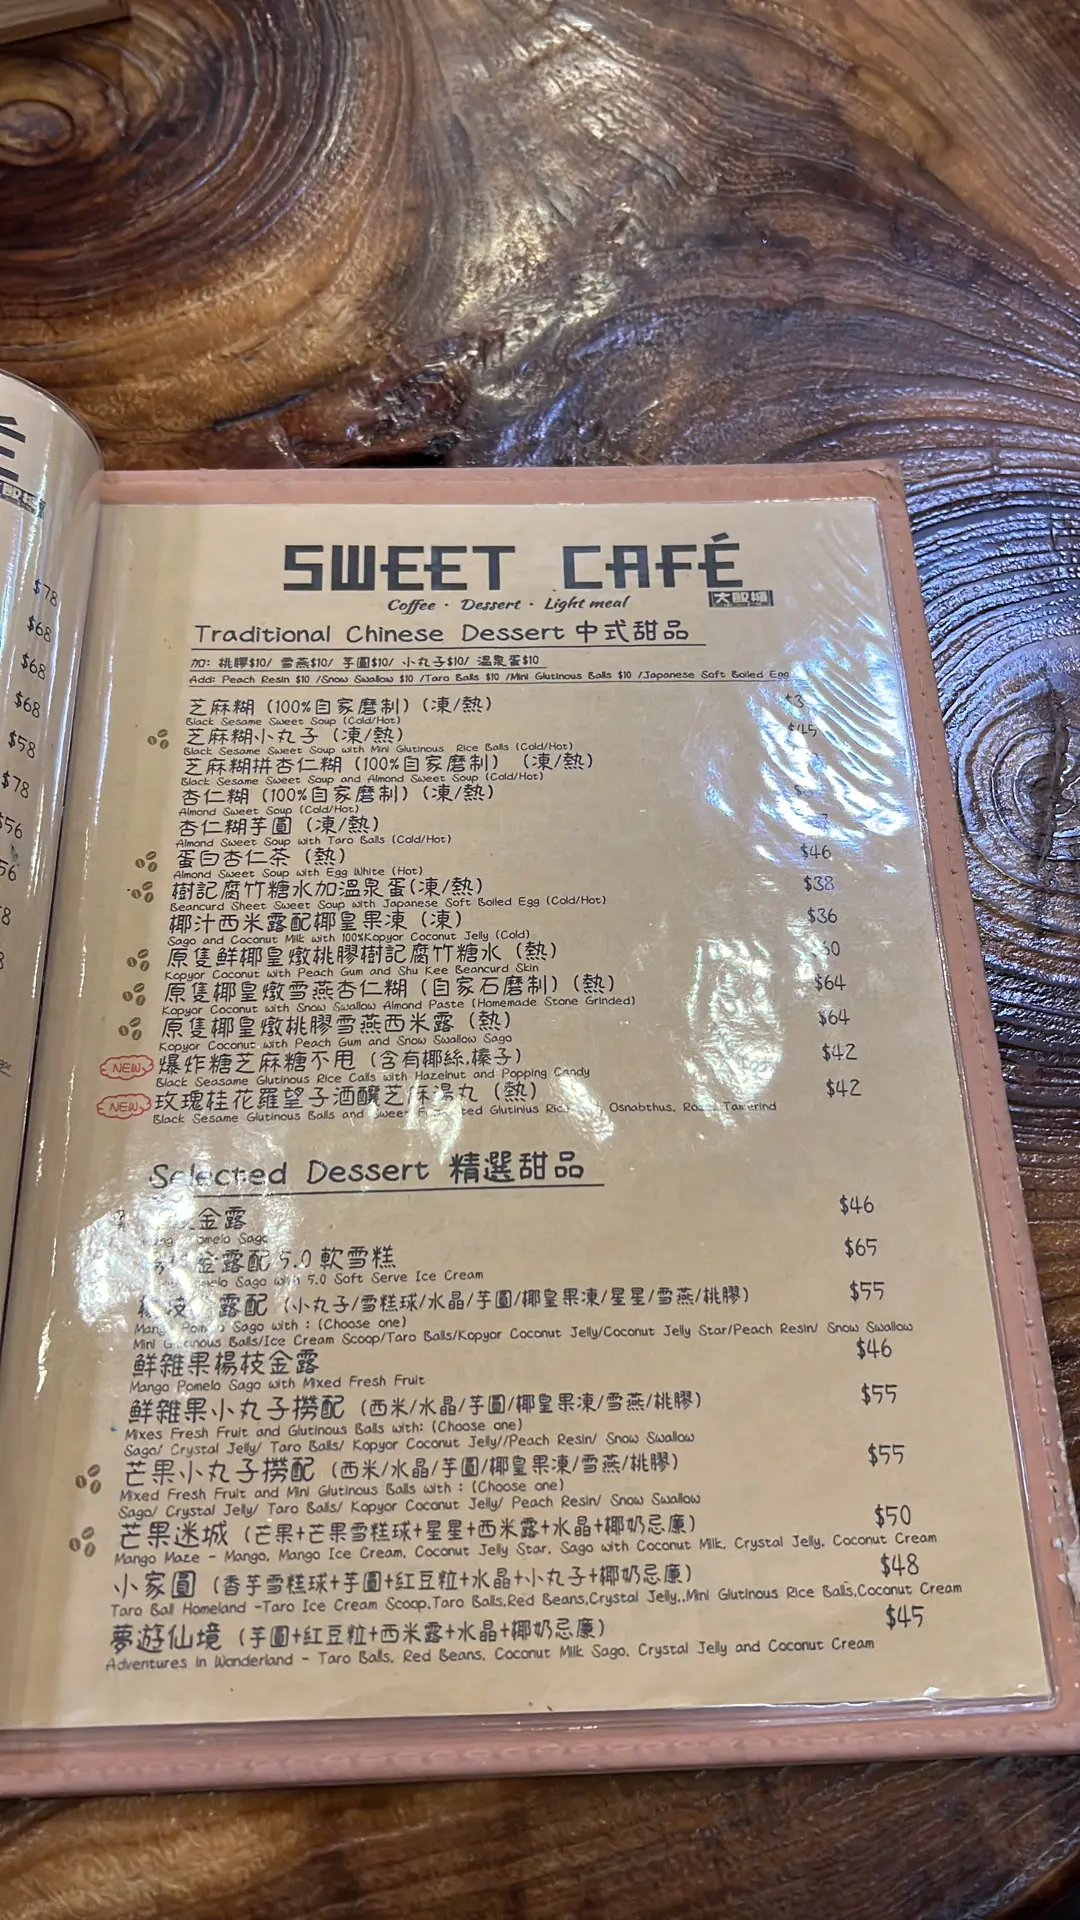 $78
$68
$68
$68
$58
$78
$56
56
SWEET CAFÉ
Coffee · Dessert · Light meal
Traditional Chinese Dessert 中式甜品
加: 桃膠$10/ 雪燕$10/ 芋圓$10/ 小丸子$10/ 溫泉蛋$10
Add: Peach Resin $10 /Snow Swallow $10 /Taro Balls $10 /Mini Glutinous Balls $10 /Japanese Soft Boiled Egg
芝麻糊 (100%自家磨制) (凍/熱)
Black Sesame Sweet Soup (Cold/Hot)
芝麻糊小丸子 (凍/熱) $45
Black Sesame Sweet Soup with Mini Glutinous Rice Balls (Cold/Hot)
芝麻糊拼杏仁糊 (100%自家磨制) (凍/熱)
Black Sesame Sweet Soup and Almond Sweet Soup (Cold/Hot)
杏仁糊 (100%自家磨制) (凍/熱)
Almond Sweet Soup (Cold/Hot)
杏仁糊芋圓 (凍/熱)
Almond Sweet Soup with Taro Balls (Cold/Hot)
蛋白杏仁茶 (熱) $46
Almond Sweet Soup with Egg White (Hot)
樹記腐竹糖水加溫泉蛋(凍/熱) $38
Beancurd Sheet Sweet Soup with Japanese Soft Boiled Egg (Cold/Hot)
椰汁西米露配椰皇果凍 (凍) $36
Sago and Coconut Milk with 100%Kopyor Coconut Jelly (Cold)
原隻鮮椰皇燉桃膠樹記腐竹糖水 (熱)
Kopyor Coconut with Peach Gum and Shu Kee Beancurd Skin
原隻椰皇燉雪燕杏仁糊 (自家石磨制) (熱) $64
Kopyor Coconut with Snow Swallow Almond Paste (Homemade Stone Grinded)
原隻椰皇燉桃膠雪燕西米露 (熱) $64
Kopyor Coconut with Peach Gum and Snow Swallow Sago
NEW 爆炸糖芝麻糖不甩 (含有椰絲,榛子) $42
Black Seasame Glutinous Rice Calls with Hazelnut and Popping Candy
NEW 玫瑰桂花羅望子酒釀芝麻湯丸 (熱) $42
Black Sesame Glutinous Balls and Sweet Glutinius Osnabthus, Tamerind
Selected Dessert 精選甜品
金露 $46
Pomelo Sago
金露配 5.0 軟雪糕 $65
Pomelo Sago with 5.0 Soft Serve Ice Cream
露配 (小丸子/雪糕球/水晶/芋圓/椰皇果凍/星星/雪燕/桃膠) $55
Mango Pomelo Sago with : (Choose one)
Mini Glutinous Balls/Ice Cream Scoop/Taro Balls/Kopyor Coconut Jelly/Coconut Jelly Star/Peach Resin/ Snow Swallow
鮮雜果楊枝金露 $46
Mango Pomelo Sago with Mixed Fresh Fruit
鮮雜果小丸子撈配 (西米/水晶/芋圓/椰皇果凍/雪燕/桃膠) $55
Mixes Fresh Fruit and Glutinous Balls with: (Choose one)
Sago/ Crystal Jelly/ Taro Balls/ Kopyor Coconut Jelly//Peach Resin/ Snow Swallow
芒果小丸子撈配 (西米/水晶/芋圓/椰皇果凍/雪燕/桃膠) $55
Mixed Fresh Fruit and Mini Glutinous Balls with : (Choose one)
Sago/ Crystal Jelly/ Taro Balls/ Kopyor Coconut Jelly/ Peach Resin/ Snow Swallow
芒果迷城 (芒果+芒果雪糕球+星星+西米露+水晶+椰奶忌廉) $50
Mango Maze - Mango, Mango Ice Cream, Coconut Jelly Star, Sago with Coconut Milk, Crystal Jelly, Coconut Cream
小家圓 (香芋雪糕球+芋圓+紅豆粒+水晶+小丸子+椰奶忌廉) $48
Taro Ball Homeland -Taro Ice Cream Scoop,Taro Balls,Red Beans,Crystal Jelly,,Mini Glutinous Rice Balls,Coconut Cream
夢遊仙境 (芋圓+紅豆粒+西米露+水晶+椰奶忌廉) $45
Adventures in Wonderland - Taro Balls, Red Beans, Coconut Milk Sago, Crystal Jelly and Coconut Cream